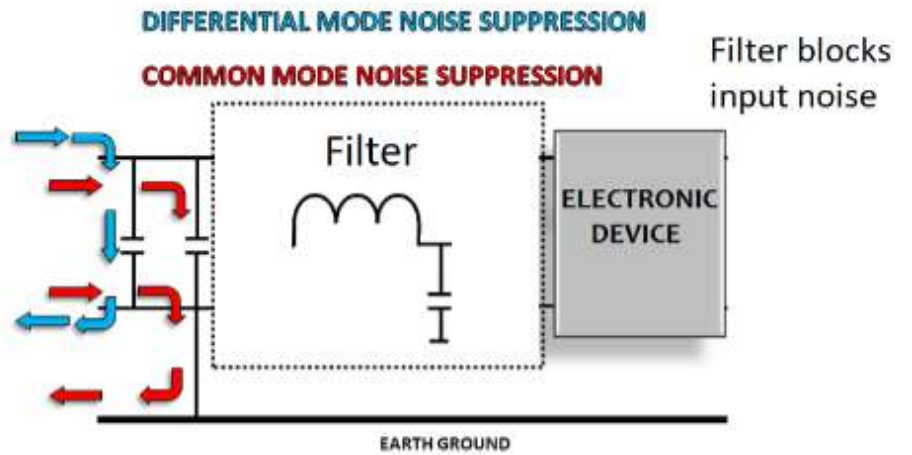 DIFFERENTIAL MODE NOISE SUPPRESSION
COMMON MODE NOISE SUPPRESSION
Filter blocks
input noise
Filter
ELECTRONIC
DEVICE
EARTH GROUND